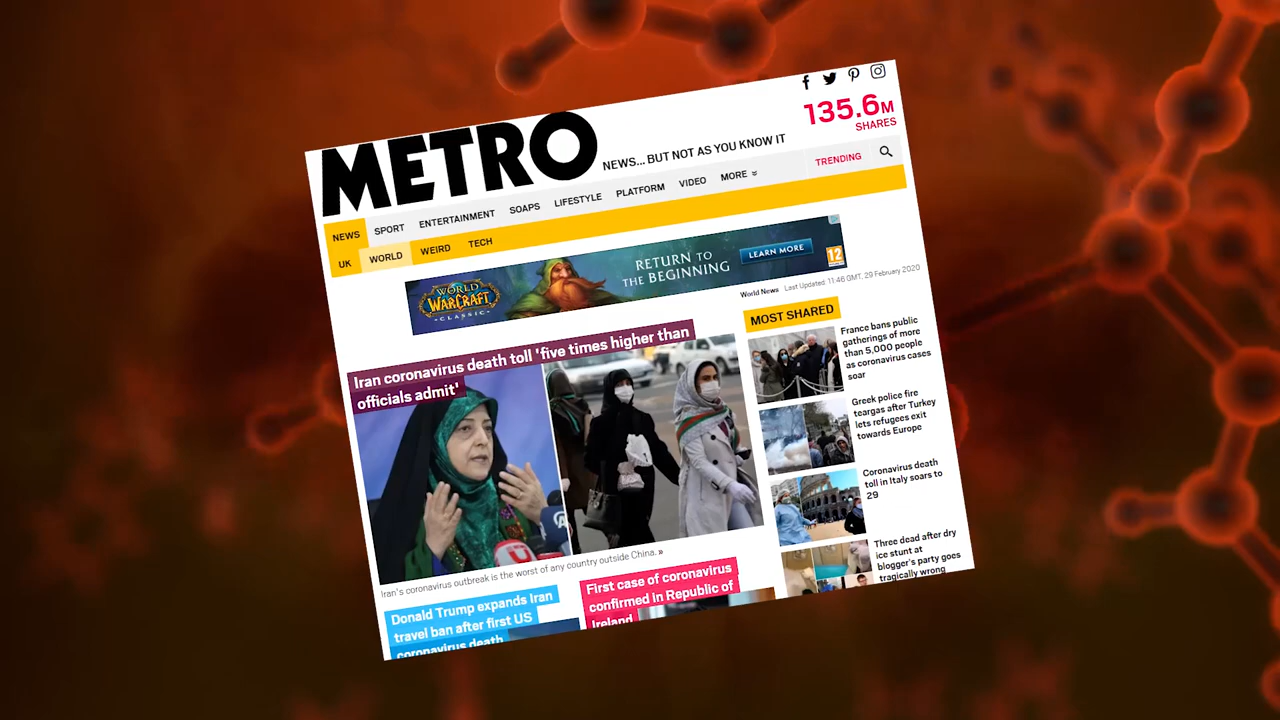 135.6M
SHARES
METRO
NEWS... BUT NOT AS YOU KNOW IT
NEWS SPORT ENTERTAINMENT SOAPS LIFESTYLE PLATFORM VIDEO MORE TRENDING
UK WORLD WEIRD TECH
WORLD
WARCRAFT
CLASSIC
RETURN TO
THE BEGINNING
LEARN MORE
12
World News Last Updated 11:46 GMT, 29 February 2020
Iran coronavirus death toll 'five times higher than
officials admit'
Iran's coronavirus outbreak is the worst of any country outside China. »
Donald Trump expands Iran
travel ban after first US
coronavirus death
First case of coronavirus
confirmed in Republic of
Ireland
MOST SHARED
France bans public
gatherings of more
than 5,000 people
as coronavirus cases
soar
Greek police fire
teargas after Turkey
lets refugees exit
towards Europe
Coronavirus death
toll in Italy soars to
29
Three dead after dry
ice stunt at
blogger's party goes
tragically wrong